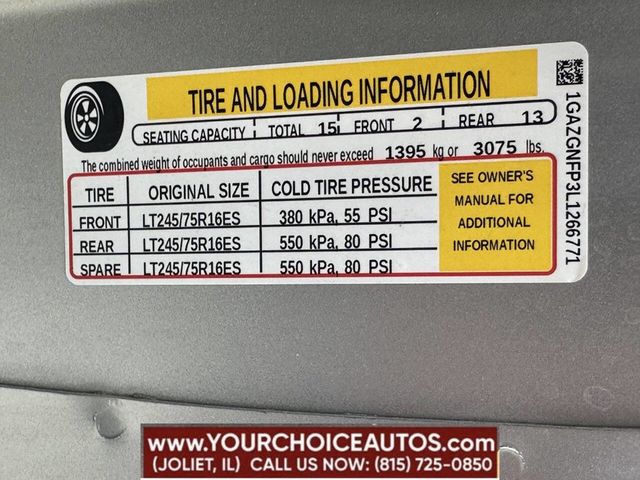 TIRE AND LOADING INFORMATION
SEATING CAPACITY TOTAL 15 FRONT 2 REAR 13
The combined weight of occupants and cargo should never exceed 1395 kg or 3075 lbs.
TIRE ORIGINAL SIZE COLD TIRE PRESSURE
FRONT LT245/75R16ES 380 kPa, 55 PSI
REAR LT245/75R16ES 550 kPa, 80 PSI
SPARE LT245/75R16ES 550 kPa, 80 PSI
SEE OWNER'S
MANUAL FOR
ADDITIONAL
INFORMATION
1GAZGNFP3L1266771
WWW.YOURCHOICEAUTOS.COM
(JOLIET, IL) CALL US NOW: (815) 725-0850